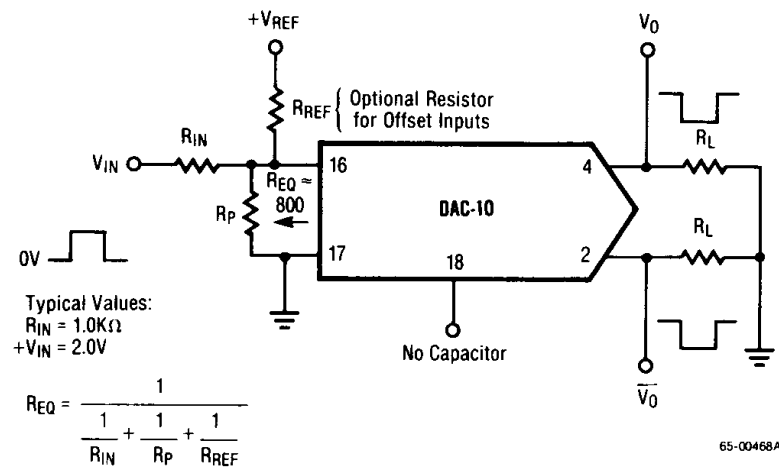 +VREF
VO
RREF { Optional Resistor
for Offset Inputs
RIN
RL
VIN
16
4
REQ ≈
800
RP
DAC-10
RL
0V
17
18
2
Typical Values:
RIN = 1.0KΩ
+VIN = 2.0V
No Capacitor
VO
REQ = 1 / (1/RIN + 1/RP + 1/RREF)
65-00468A